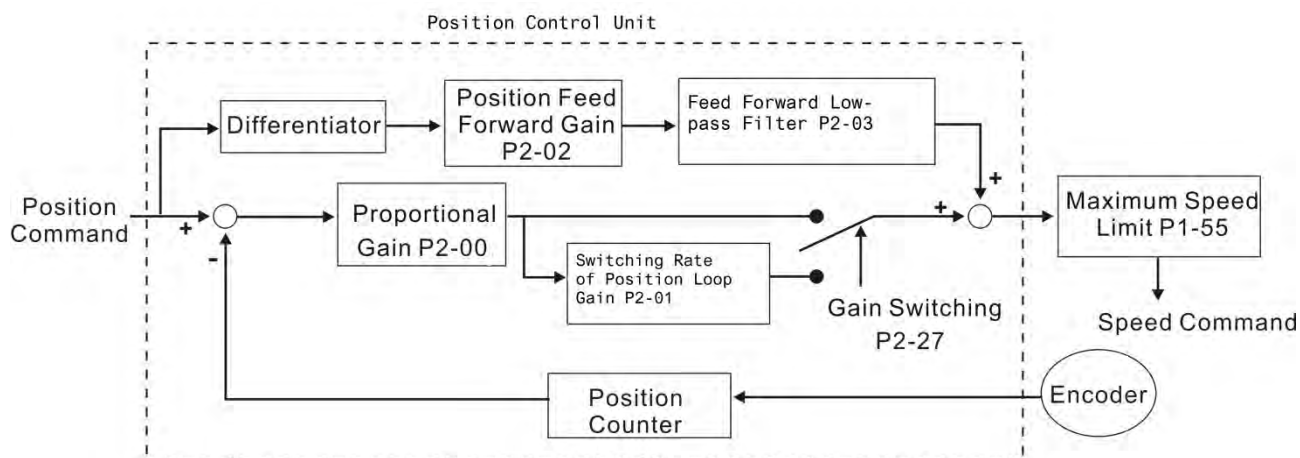 Position Control Unit
Differentiator
Position Feed
Forward Gain
P2-02
Feed Forward Low-
pass Filter P2-03
+
Position
Command
+
-
Proportional
Gain P2-00
Switching Rate
of Position Loop
Gain P2-01
+
Gain Switching
P2-27
Maximum Speed
Limit P1-55
Speed Command
Position
Counter
Encoder